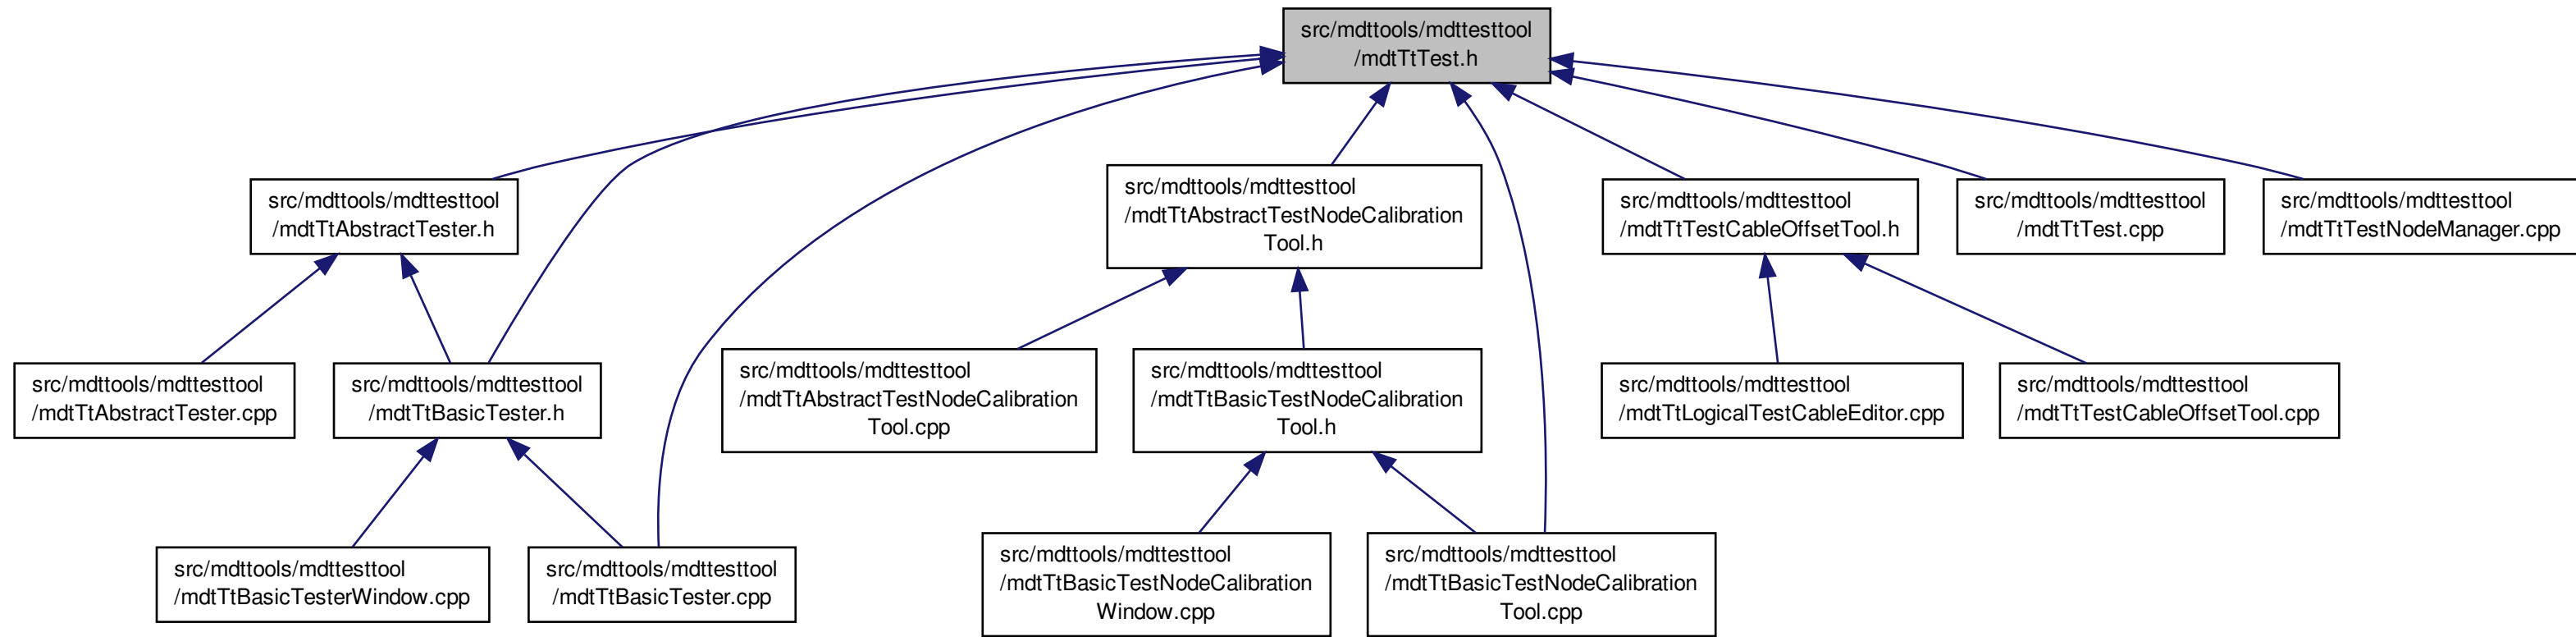 src/mdttools/mdttesttool
/mdtTtTest.h
src/mdttools/mdttesttool
/mdtTtAbstractTester.h
src/mdttools/mdttesttool
/mdtTtAbstractTestNodeCalibration
Tool.h
src/mdttools/mdttesttool
/mdtTtTestCableOffsetTool.h
src/mdttools/mdttesttool
/mdtTtTest.cpp
src/mdttools/mdttesttool
/mdtTtTestNodeManager.cpp
src/mdttools/mdttesttool
/mdtTtAbstractTester.cpp
src/mdttools/mdttesttool
/mdtTtBasicTester.h
src/mdttools/mdttesttool
/mdtTtAbstractTestNodeCalibration
Tool.cpp
src/mdttools/mdttesttool
/mdtTtBasicTestNodeCalibration
Tool.h
src/mdttools/mdttesttool
/mdtTtLogicalTestCableEditor.cpp
src/mdttools/mdttesttool
/mdtTtTestCableOffsetTool.cpp
src/mdttools/mdttesttool
/mdtTtBasicTesterWindow.cpp
src/mdttools/mdttesttool
/mdtTtBasicTester.cpp
src/mdttools/mdttesttool
/mdtTtBasicTestNodeCalibration
Window.cpp
src/mdttools/mdttesttool
/mdtTtBasicTestNodeCalibration
Tool.cpp